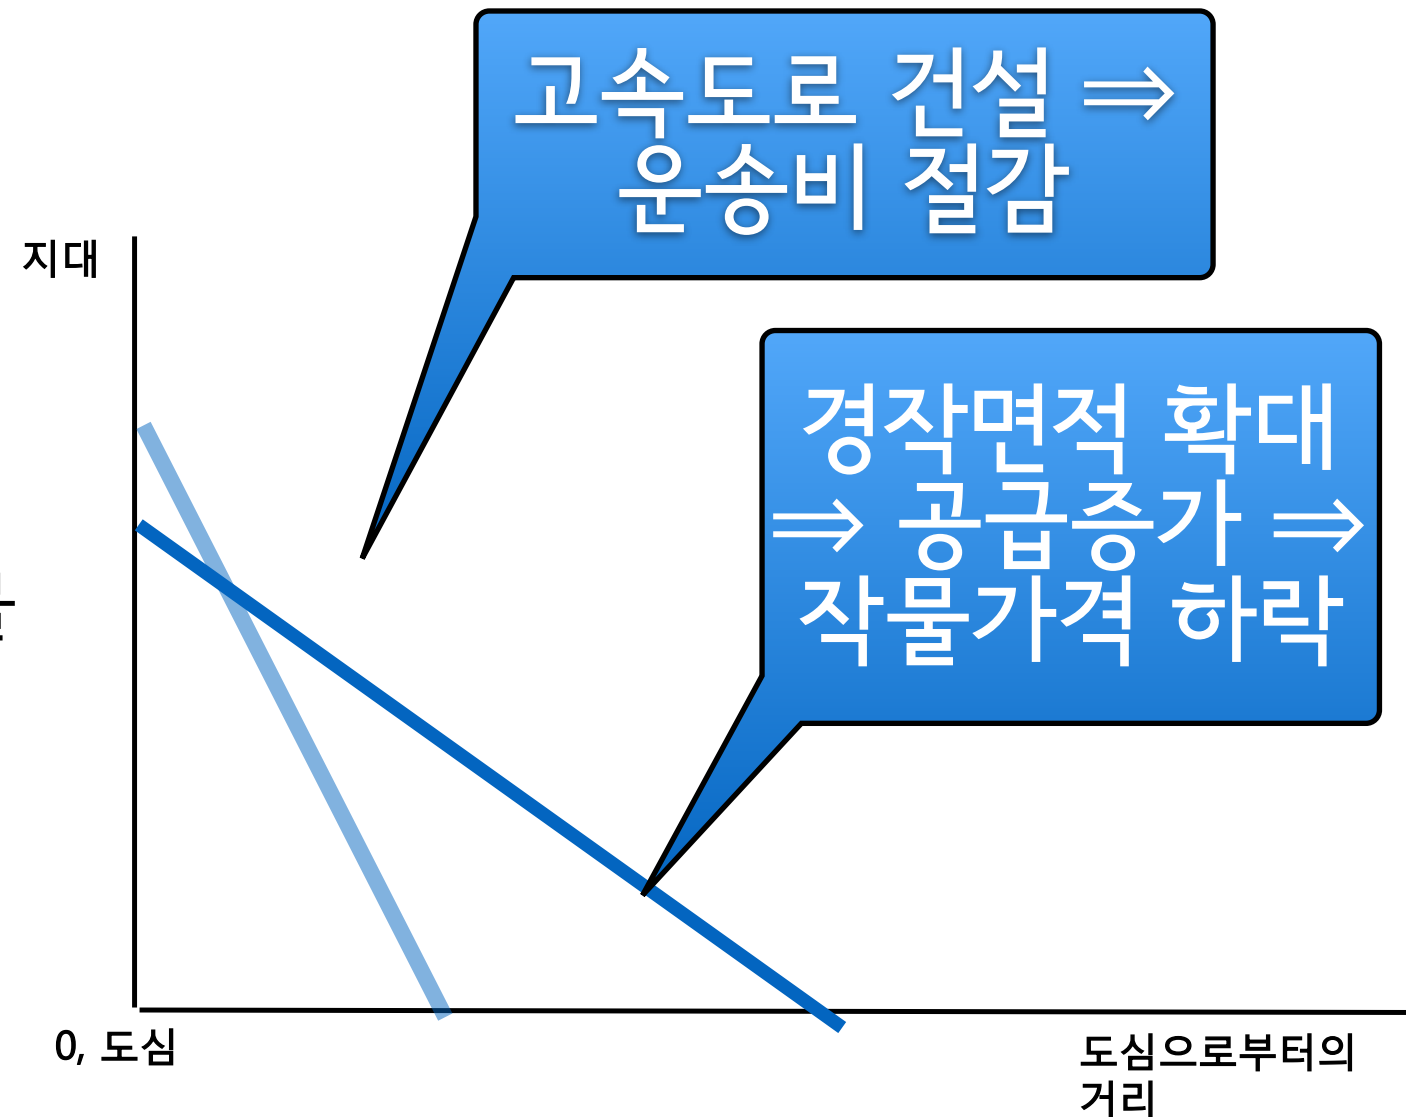 고속도로 건설 ⇒
운송비 절감
지대
경작면적 확대
⇒ 공급증가 ⇒
작물가격 하락
0, 도심
도심으로부터의
거리